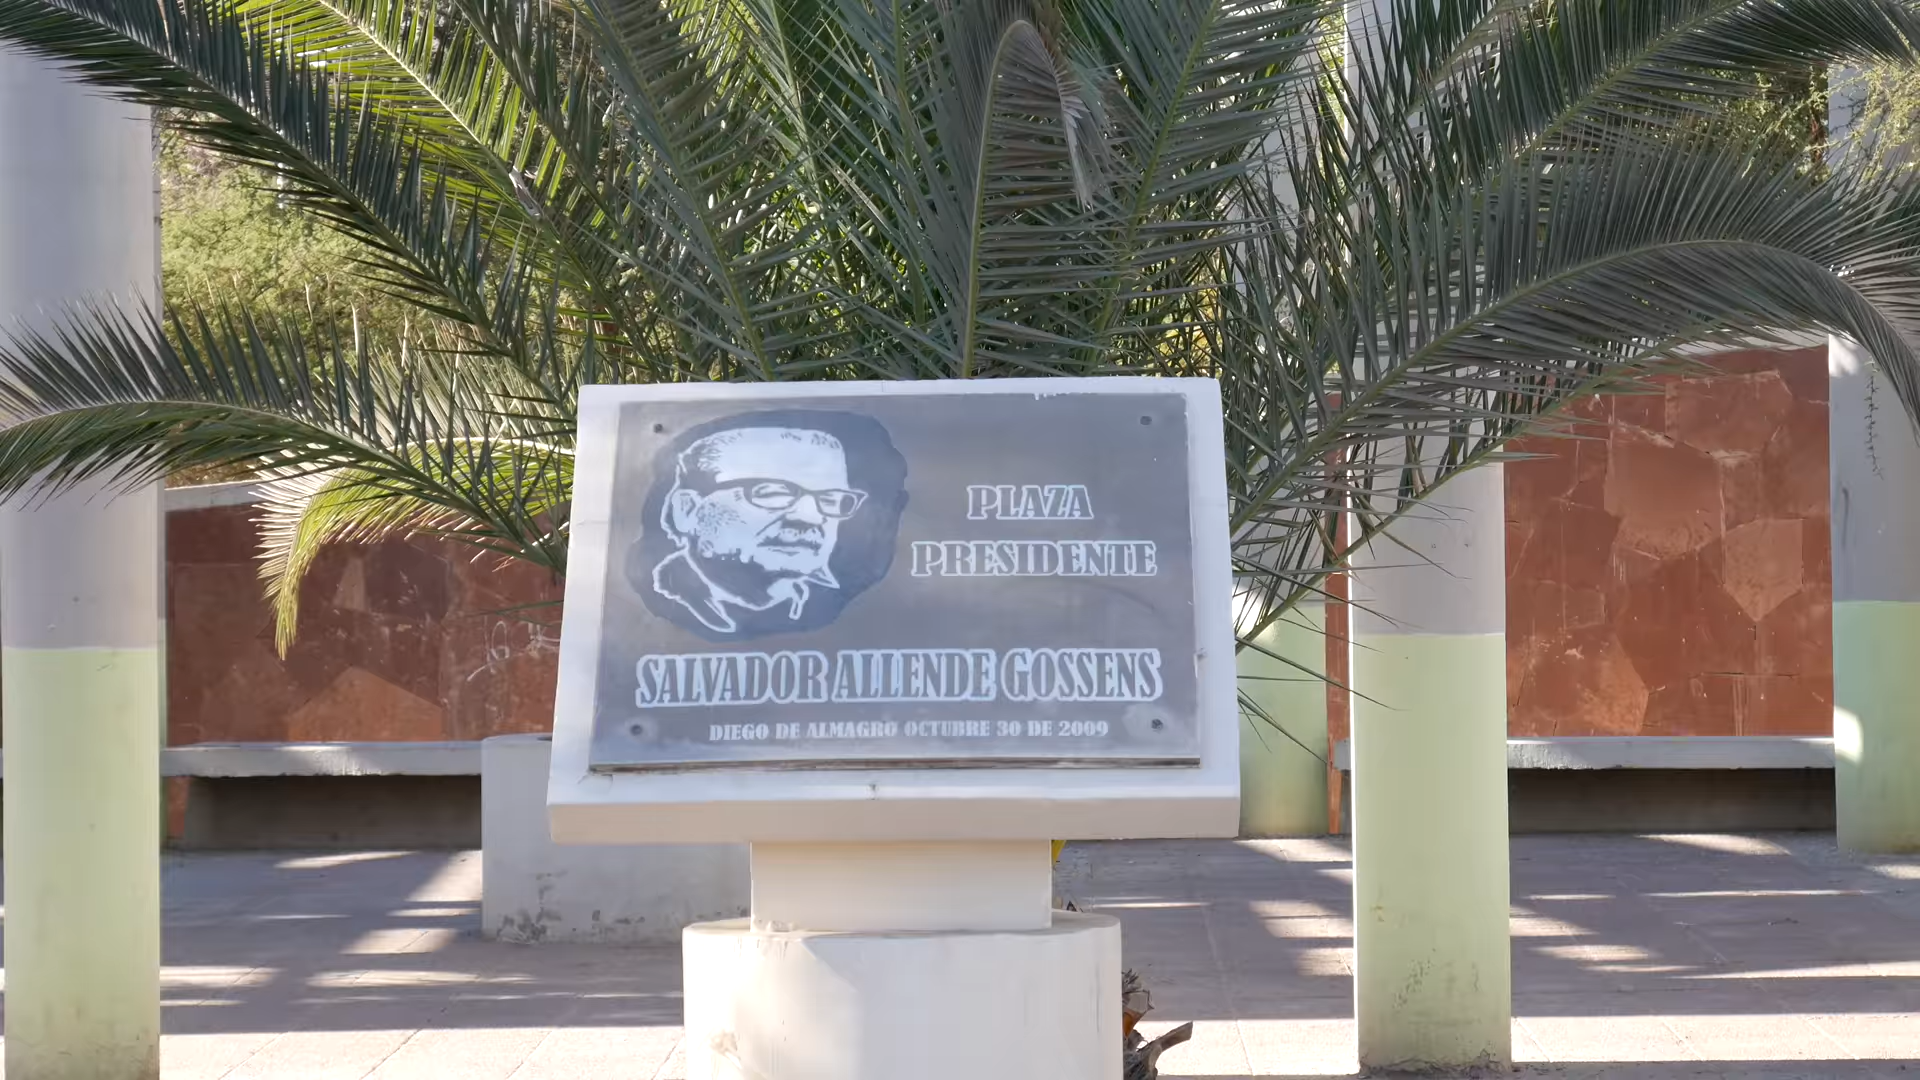 PLAZA
PRESIDENTE
SALVADOR ALLENDE GOSSENS
DIEGO DE ALMAGRO OCTUBRE 30 DE 2009